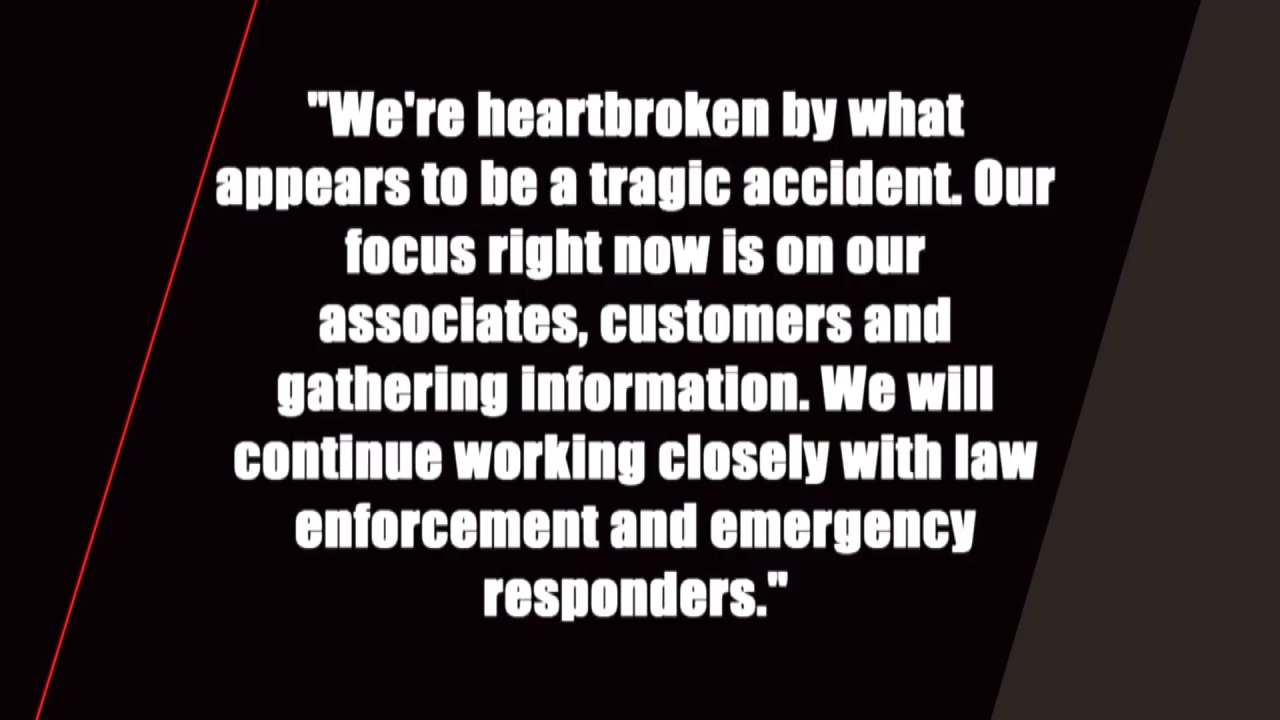 "We're heartbroken by what
appears to be a tragic accident. Our
focus right now is on our
associates, customers and
gathering information. We will
continue working closely with law
enforcement and emergency
responders."